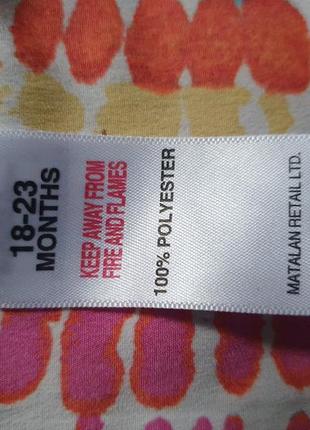 18-23
MONTHS
KEEP AWAY FROM
FIRE AND FLAMES
100% POLYESTER
MATALAN RETAIL LTD.